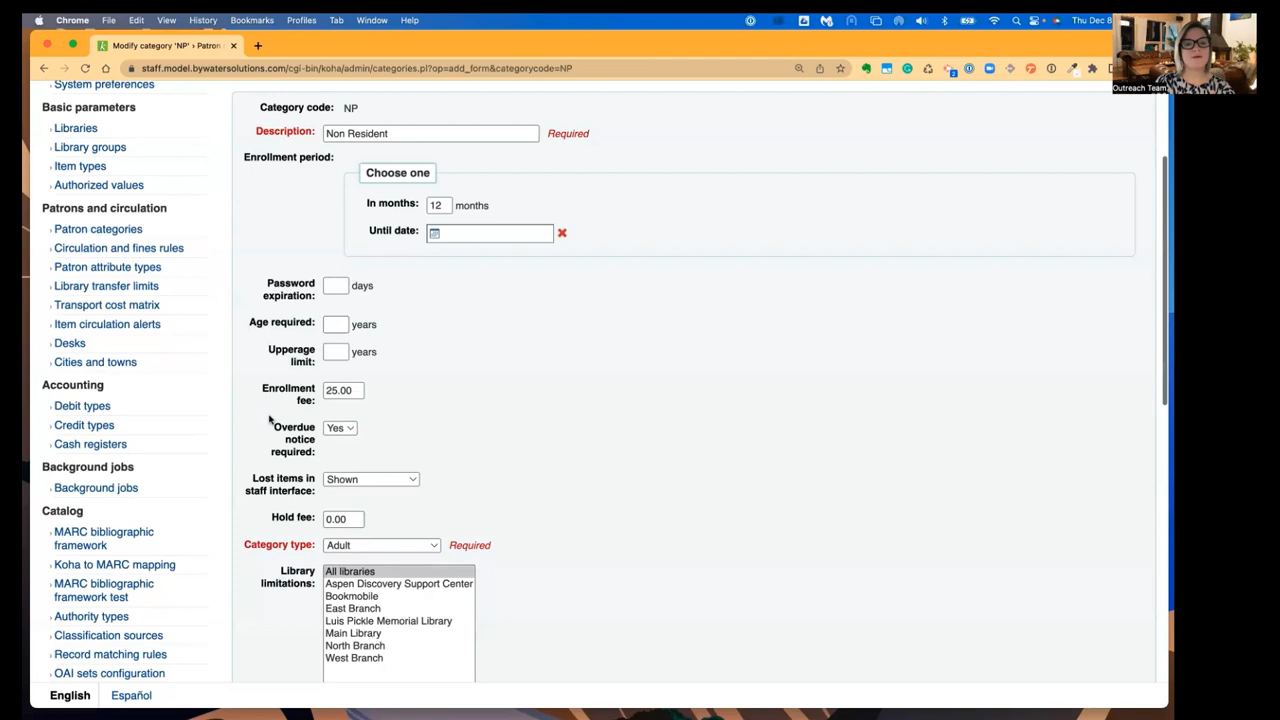 Chrome File Edit View History Bookmarks Profiles Tab Window Help Thu Dec 8
Modify category 'NP' › Patron
staff.model.bywatersolutions.com/cgi-bin/koha/admin/categories.pl?op=add_form&categorycode=NP
Outreach Team
System preferences
Basic parameters
Libraries
Library groups
Item types
Authorized values
Patrons and circulation
Patron categories
Circulation and fines rules
Patron attribute types
Library transfer limits
Transport cost matrix
Item circulation alerts
Desks
Cities and towns
Accounting
Debit types
Credit types
Cash registers
Background jobs
Background jobs
Catalog
MARC bibliographic
framework
Koha to MARC mapping
MARC bibliographic
framework test
Authority types
Classification sources
Record matching rules
OAI sets configuration
English Español
Category code: NP
Description: Non Resident Required
Enrollment period:
Choose one
In months: 12 months
Until date:
Password
expiration: days
Age required: years
Upperage
limit: years
Enrollment
fee: 25.00
Overdue
notice
required: Yes
Lost items in
staff interface: Shown
Hold fee: 0.00
Category type: Adult Required
Library
limitations:
All libraries
Aspen Discovery Support Center
Bookmobile
East Branch
Luis Pickle Memorial Library
Main Library
North Branch
West Branch